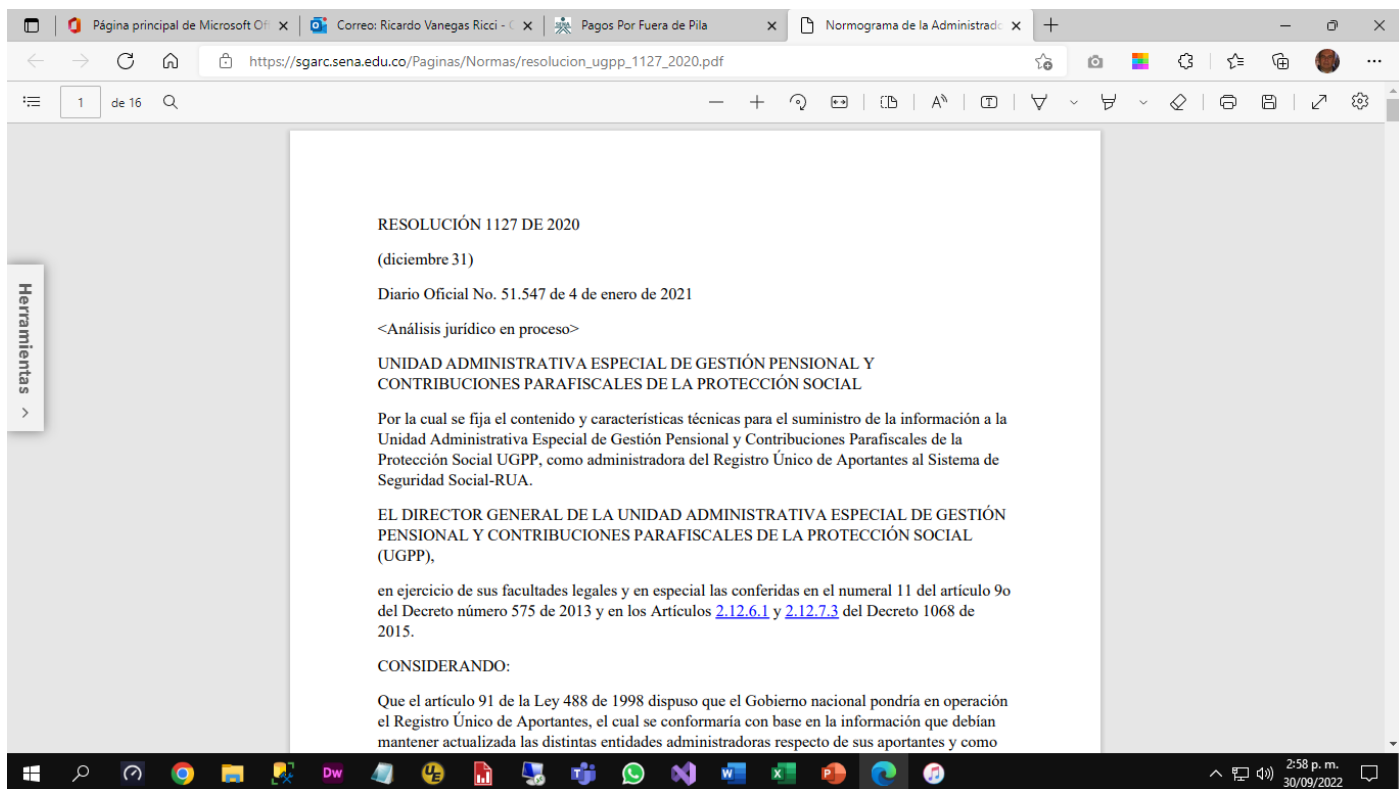 Página principal de Microsoft Of
Correo: Ricardo Vanegas Ricci -
Pagos Por Fuera de Pila
Normograma de la Administrad
https://sgarc.sena.edu.co/Paginas/Normas/resolucion_ugpp_1127_2020.pdf
1 de 16
Herramientas
RESOLUCIÓN 1127 DE 2020
(diciembre 31)
Diario Oficial No. 51.547 de 4 de enero de 2021
<Análisis jurídico en proceso>
UNIDAD ADMINISTRATIVA ESPECIAL DE GESTIÓN PENSIONAL Y
CONTRIBUCIONES PARAFISCALES DE LA PROTECCIÓN SOCIAL
Por la cual se fija el contenido y características técnicas para el suministro de la información a la
Unidad Administrativa Especial de Gestión Pensional y Contribuciones Parafiscales de la
Protección Social UGPP, como administradora del Registro Único de Aportantes al Sistema de
Seguridad Social-RUA.
EL DIRECTOR GENERAL DE LA UNIDAD ADMINISTRATIVA ESPECIAL DE GESTIÓN
PENSIONAL Y CONTRIBUCIONES PARAFISCALES DE LA PROTECCIÓN SOCIAL
(UGPP),
en ejercicio de sus facultades legales y en especial las conferidas en el numeral 11 del artículo 9o
del Decreto número 575 de 2013 y en los Artículos 2.12.6.1 y 2.12.7.3 del Decreto 1068 de
2015.
CONSIDERANDO:
Que el artículo 91 de la Ley 488 de 1998 dispuso que el Gobierno nacional pondría en operación
el Registro Único de Aportantes, el cual se conformaría con base en la información que debían
mantener actualizada las distintas entidades administradoras respecto de sus aportantes y como
Dw
2:58 p. m.
30/09/2022